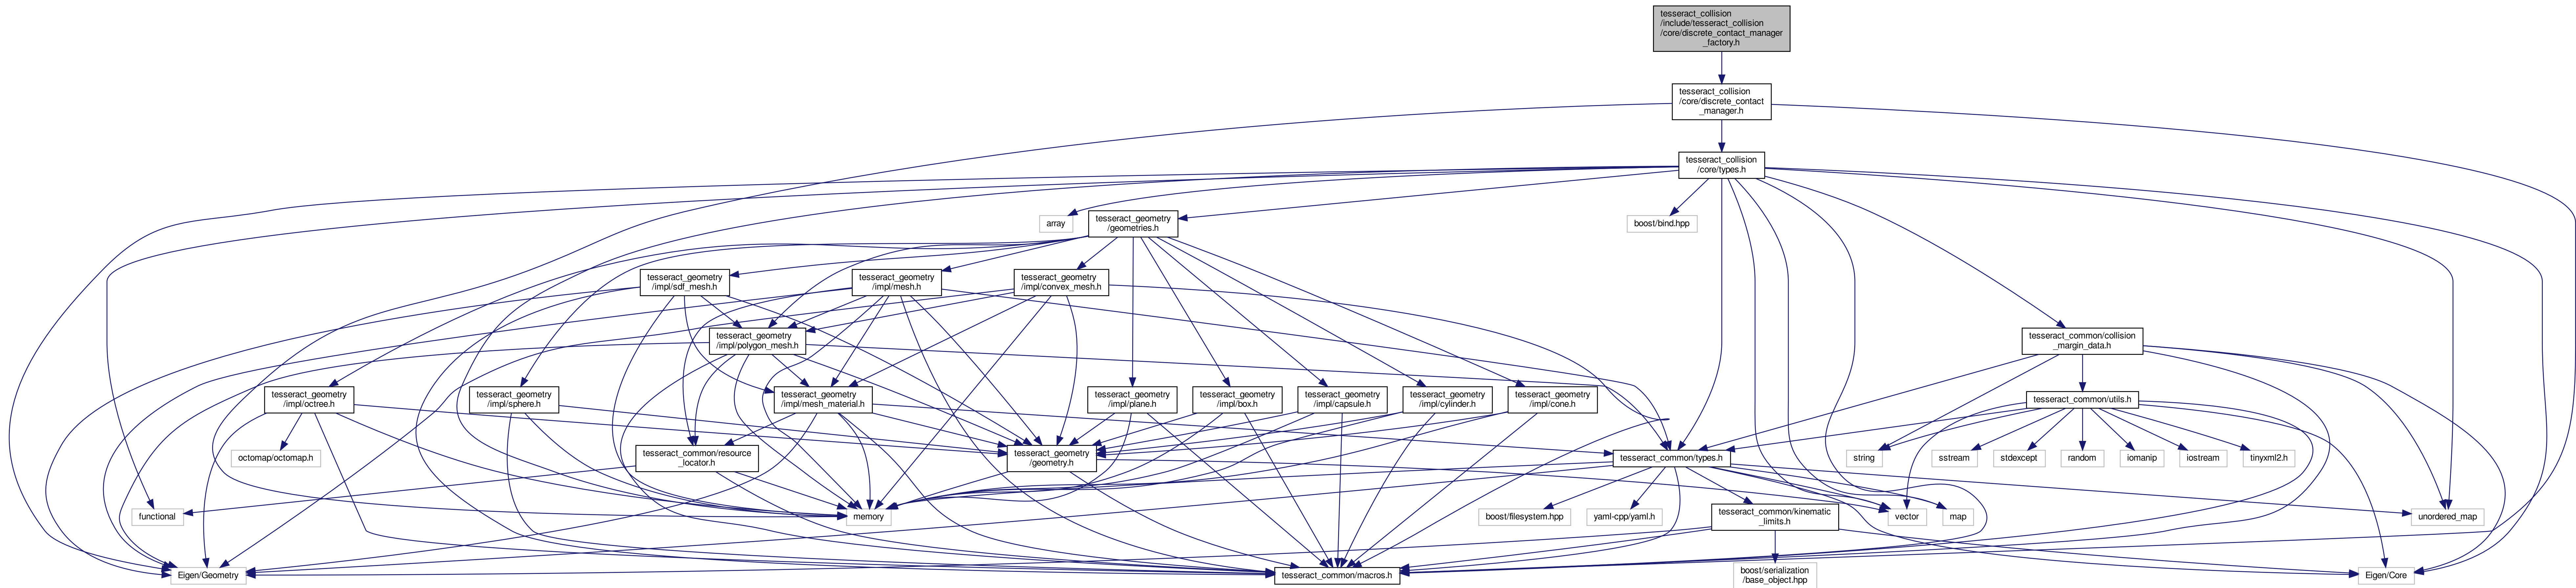 tesseract_collision
/include/tesseract_collision
/core/discrete_contact_manager
_factory.h
tesseract_collision
/core/discrete_contact
_manager.h
tesseract_collision
/core/types.h
array
tesseract_geometry
/geometries.h
boost/bind.hpp
tesseract_geometry
/impl/sdf_mesh.h
tesseract_geometry
/impl/mesh.h
tesseract_geometry
/impl/convex_mesh.h
tesseract_geometry
/impl/polygon_mesh.h
tesseract_common/collision
_margin_data.h
tesseract_geometry
/impl/octree.h
tesseract_geometry
/impl/sphere.h
tesseract_geometry
/impl/mesh_material.h
tesseract_geometry
/impl/plane.h
tesseract_geometry
/impl/box.h
tesseract_geometry
/impl/capsule.h
tesseract_geometry
/impl/cylinder.h
tesseract_geometry
/impl/cone.h
tesseract_common/utils.h
octomap/octomap.h
tesseract_common/resource
_locator.h
tesseract_geometry
/geometry.h
tesseract_common/types.h
string
sstream
stdexcept
random
iomanip
iostream
tinyxml2.h
functional
memory
boost/filesystem.hpp
yaml-cpp/yaml.h
tesseract_common/kinematic
_limits.h
vector
map
unordered_map
Eigen/Geometry
tesseract_common/macros.h
boost/serialization
/base_object.hpp
Eigen/Core